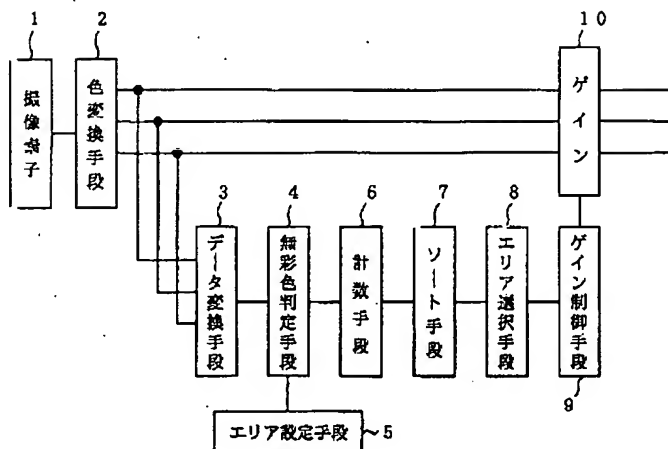 1
2
10
撮像素子
色変換手段
ゲイン
3
4
6
7
8
データ変換手段
無彩色判定手段
計数手段
ソート手段
エリア選択手段
ゲイン制御手段
9
エリア設定手段
5